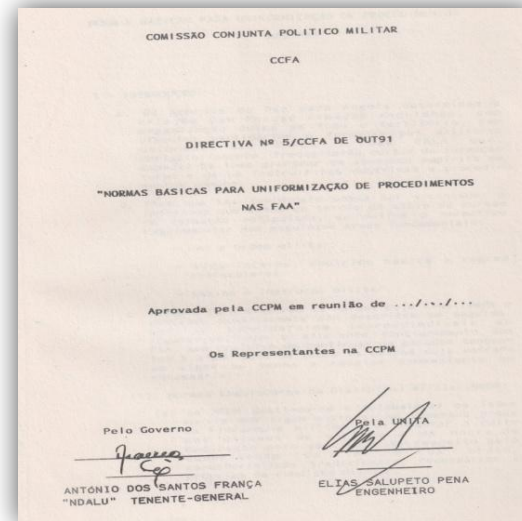 COMISSÃO CONJUNTA POLITICO MILITAR
CCFA
DIRECTIVA Nº 5/CCFA DE OUT91
"NORMAS BÁSICAS PARA UNIFORMIZAÇÃO DE PROCEDIMENTOS
NAS FAA"
Aprovada pela CCPM em reunião de .../.../...
Os Representantes na CCPM
Pelo Governo
ANTÓNIO DOS SANTOS FRANÇA
"NDALU" TENENTE-GENERAL
Pela UNITA
ELIAS SALUPETO PENA
ENGENHEIRO